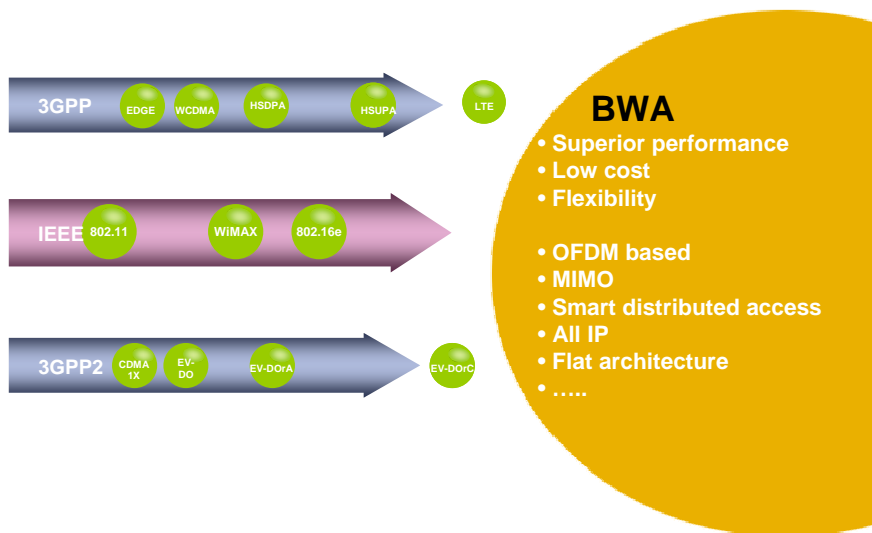 3GPP
EDGE
WCDMA
HSDPA
HSUPA
LTE
IEEE
802.11
WiMAX
802.16e
3GPP2
CDMA
1X
EV-
DO
EV-DOrA
EV-DOrC
BWA
• Superior performance
• Low cost
• Flexibility
• OFDM based
• MIMO
• Smart distributed access
• All IP
• Flat architecture
• …..